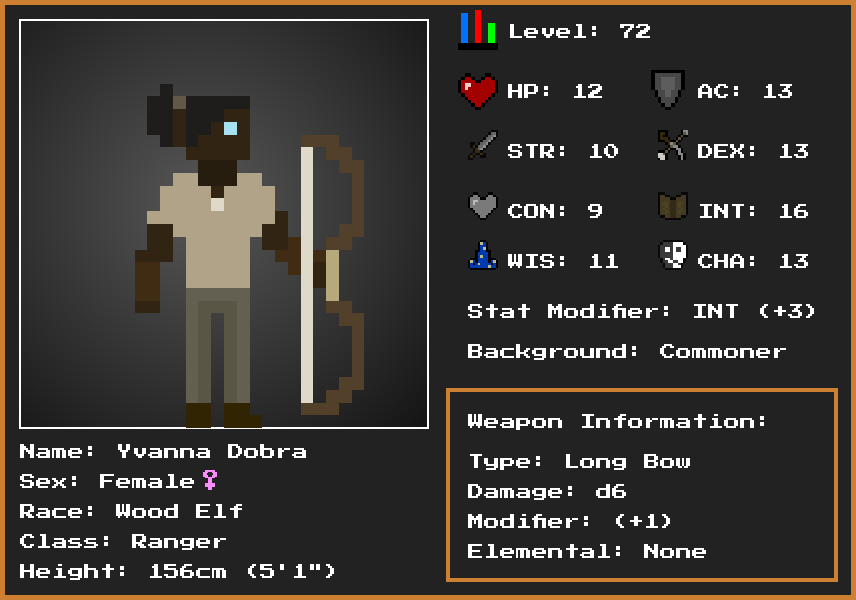 Level: 72
HP: 12
AC: 13
STR: 10
DEX: 13
CON: 9
INT: 16
WIS: 11
CHA: 13
Stat Modifier: INT (+3)
Background: Commoner
Weapon Information:
Type: Long Bow
Damage: d6
Modifier: (+1)
Elemental: None
Name: Yvanna Dobra
Sex: Female♀
Race: Wood Elf
Class: Ranger
Height: 156cm (5'1")